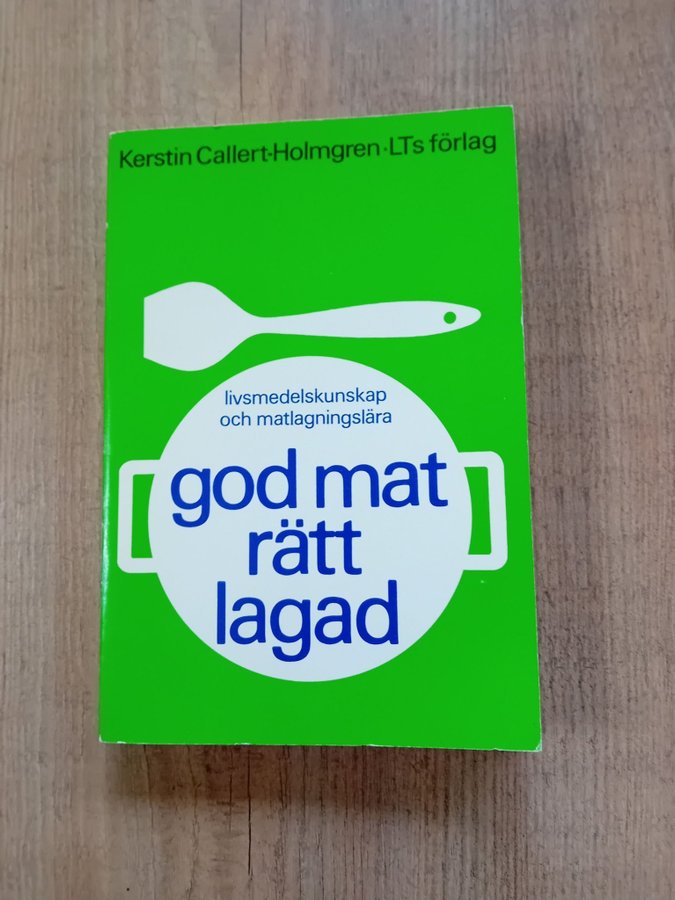 Kerstin Callert-Holmgren · LTs förlag
livsmedelskunskap
och matlagningslära
god mat
rätt
lagad